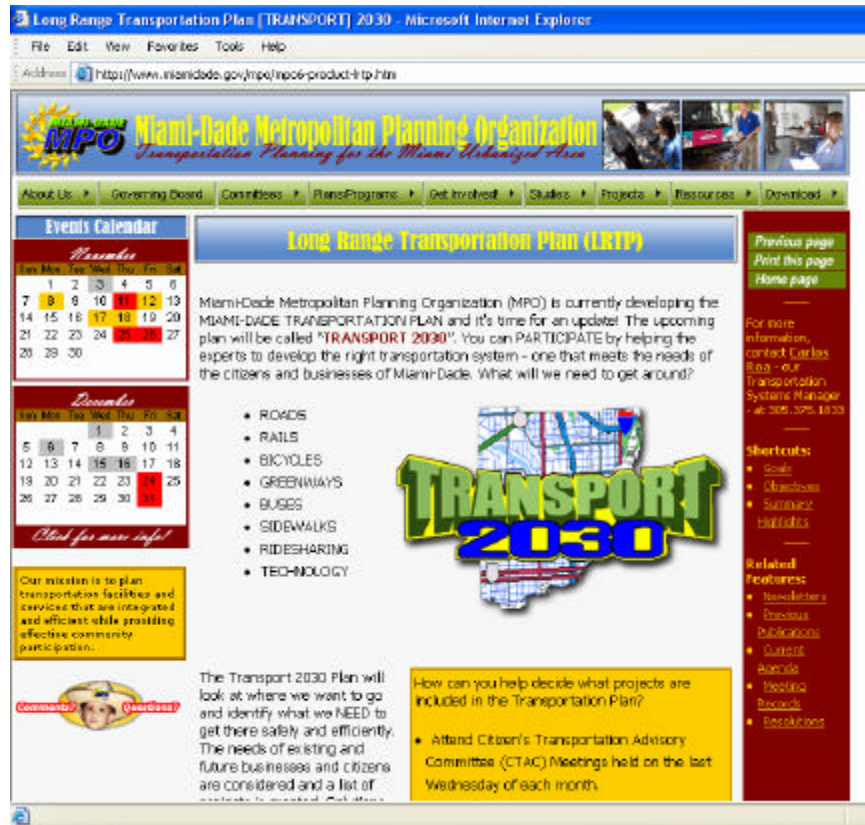 Long Range Transportation Plan [TRANSPORT] 2030 - Microsoft Internet Explorer
File Edit View Favorites Tools Help
Address http://www.miamidade.gov/mpo/mpo6-product-lrtp.htm
MIAMI-DADE
MPO
Miami-Dade Metropolitan Planning Organization
Transportation Planning for the Miami Urbanized Area
About Us Governing Board Committees Plans/Programs Get Involved! Studies Projects Resources Download
Events Calendar
November
Sun Mon Tue Wed Thu Fri Sat
1 2 3 4 5 6
7 8 9 10 11 12 13
14 15 16 17 18 19 20
21 22 23 24 25 26 27
28 29 30
December
Sun Mon Tue Wed Thu Fri Sat
1 2 3 4
5 6 7 8 9 10 11
12 13 14 15 16 17 18
19 20 21 22 23 24 25
26 27 28 29 30 31
Click for more info!
Our mission is to plan
transportation facilities and
services that are integrated
and efficient while providing
effective community
participation.
Comments? Questions?
Long Range Transportation Plan (LRTP)
Miami-Dade Metropolitan Planning Organization (MPO) is currently developing the
MIAMI-DADE TRANSPORTATION PLAN and it's time for an update! The upcoming
plan will be called "TRANSPORT 2030". You can PARTICIPATE by helping the
experts to develop the right transportation system - one that meets the needs of
the citizens and businesses of Miami-Dade. What will we need to get around?
• ROADS
• RAILS
• BICYCLES
• GREENWAYS
• BUSES
• SIDEWALKS
• RIDESHARING
• TECHNOLOGY
TRANSPORT
2030
The Transport 2030 Plan will
look at where we want to go
and identify what we NEED to
get there safely and efficiently.
The needs of existing and
future businesses and citizens
are considered and a list of
How can you help decide what projects are
included in the Transportation Plan?
• Attend Citizen's Transportation Advisory
Committee (CTAC) Meetings held on the last
Wednesday of each month.
Previous page
Print this page
Home page
For more
information,
contact Carlos
Roa - our
Transportation
Systems Manager
- at 305.375.1833
Shortcuts:
• Goals
• Objectives
• Summary
Highlights
Related
Features:
• Newsletters
• Previous
Publications
• Current
Agenda
• Meeting
Records
• Resolutions